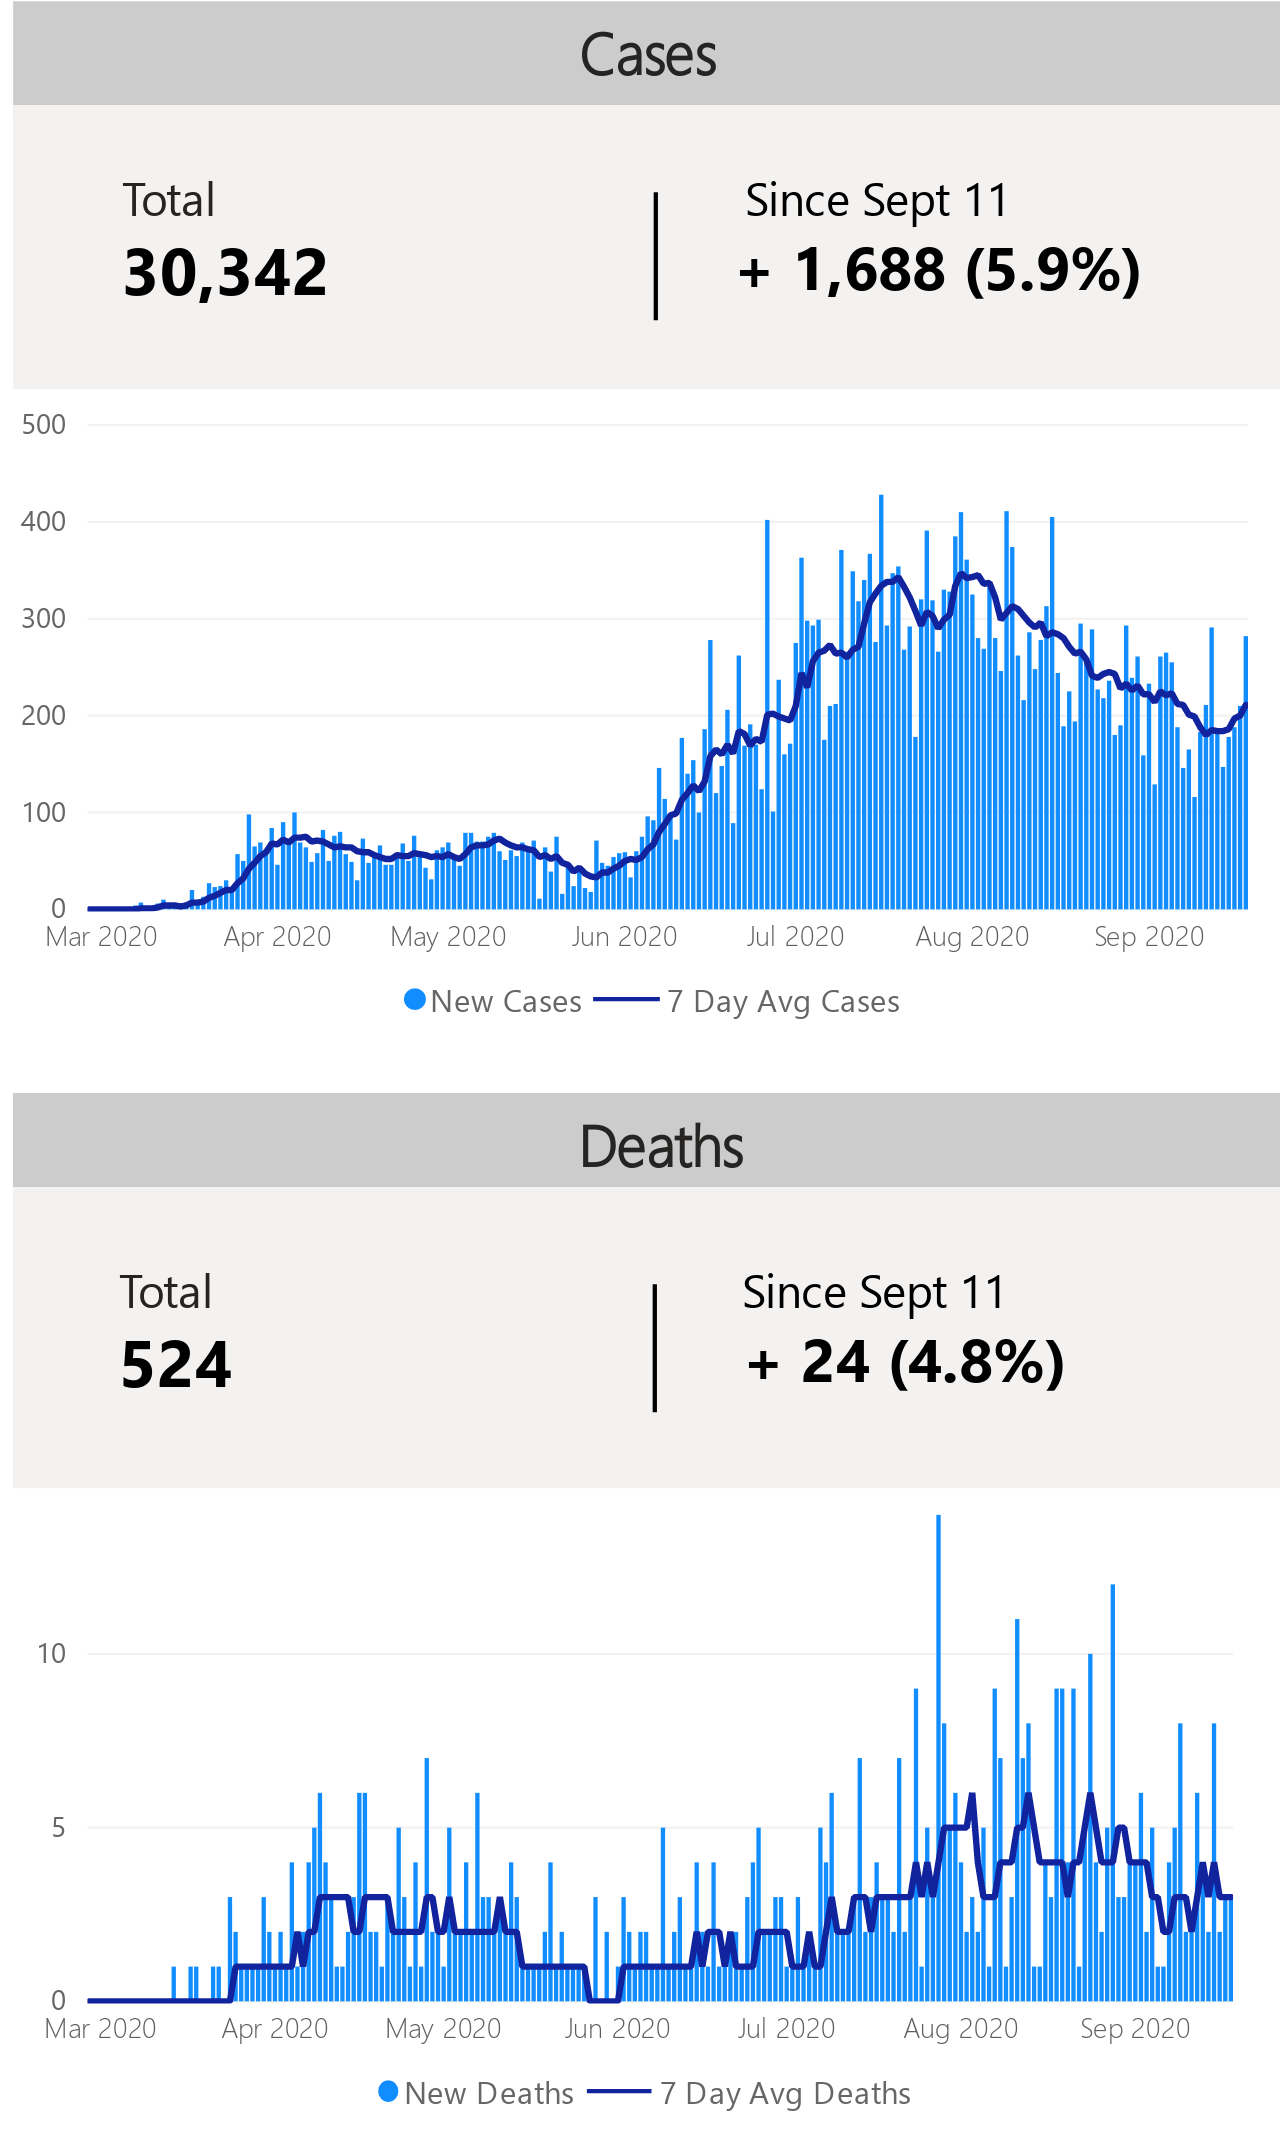 Cases
Total
Since Sept 11
30,342
+ 1,688 (5.9%)
500
400
300
200
100
0
Mar 2020 Apr 2020 May 2020 Jun 2020 Jul 2020 Aug 2020 Sep 2020
New Cases 7 Day Avg Cases
Deaths
Total
Since Sept 11
524
+ 24 (4.8%)
10
5
0
Mar 2020 Apr 2020 May 2020 Jun 2020 Jul 2020 Aug 2020 Sep 2020
New Deaths 7 Day Avg Deaths